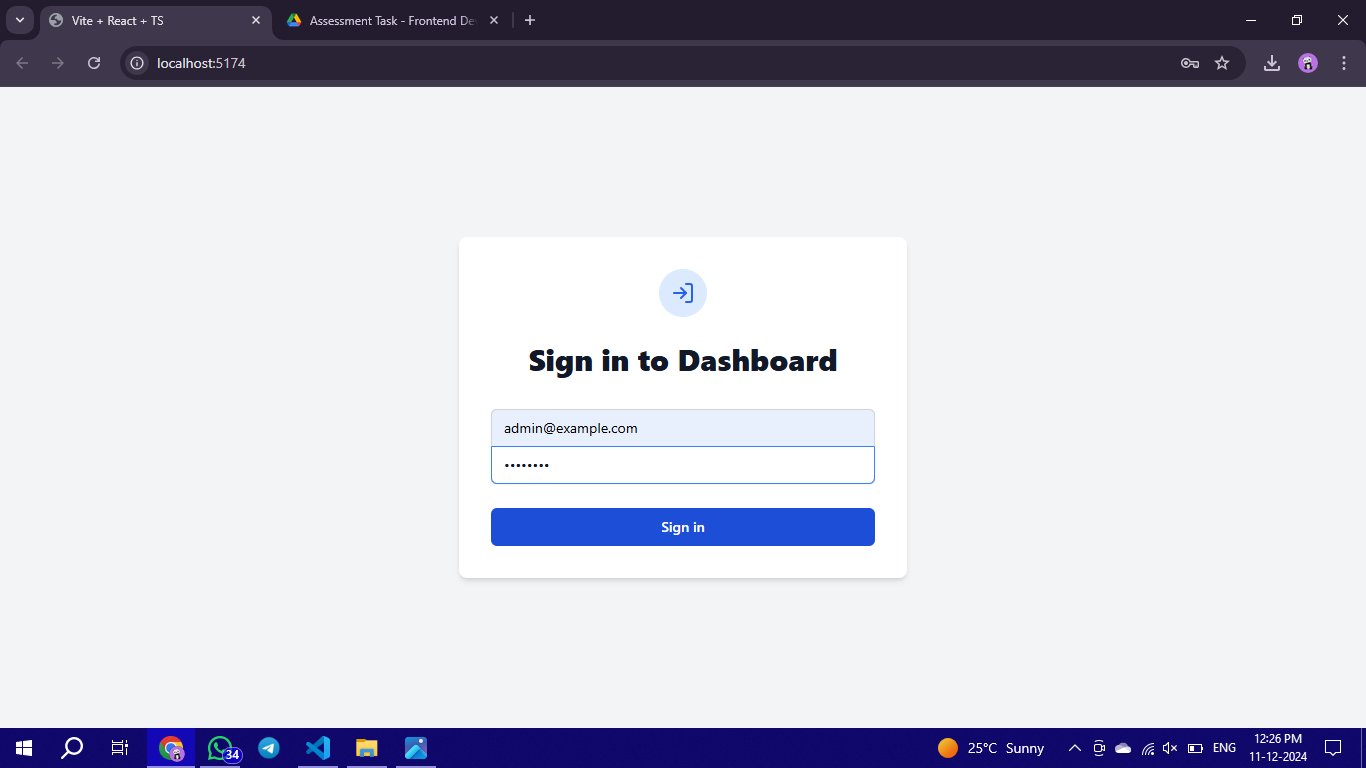 Vite + React + TS
Assessment Task - Frontend De
localhost:5174
Sign in to Dashboard
admin@example.com
••••••••
Sign in
34
25°C Sunny
ENG
12:26 PM
11-12-2024